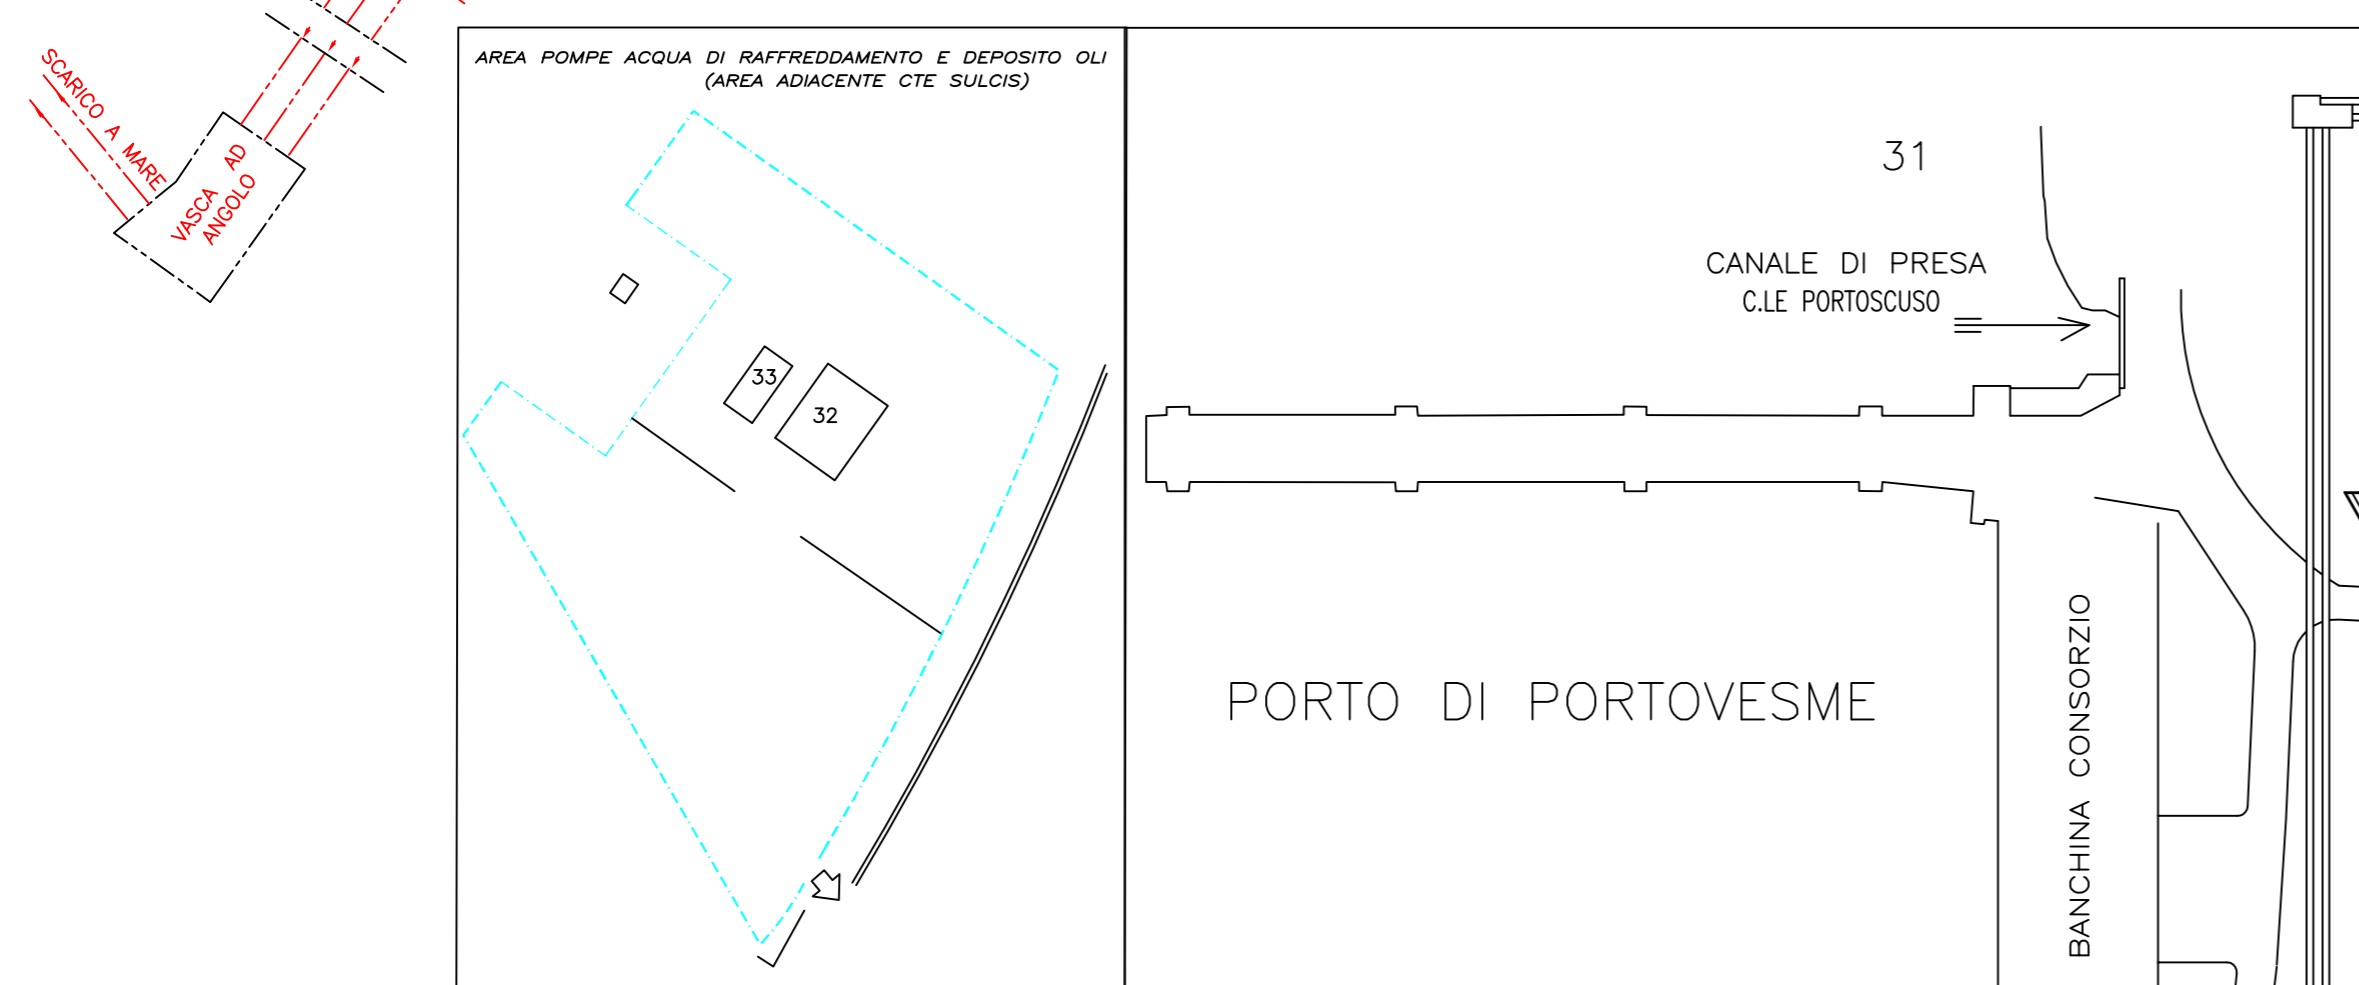 SCARICO A MARE
VASCA AD
ANGOLO
AREA POMPE ACQUA DI RAFFREDDAMENTO E DEPOSITO OLI
(AREA ADIACENTE CTE SULCIS)
33
32
31
CANALE DI PRESA
C.LE PORTOSCUSO
PORTO DI PORTOVESME
BANCHINA CONSORZIO